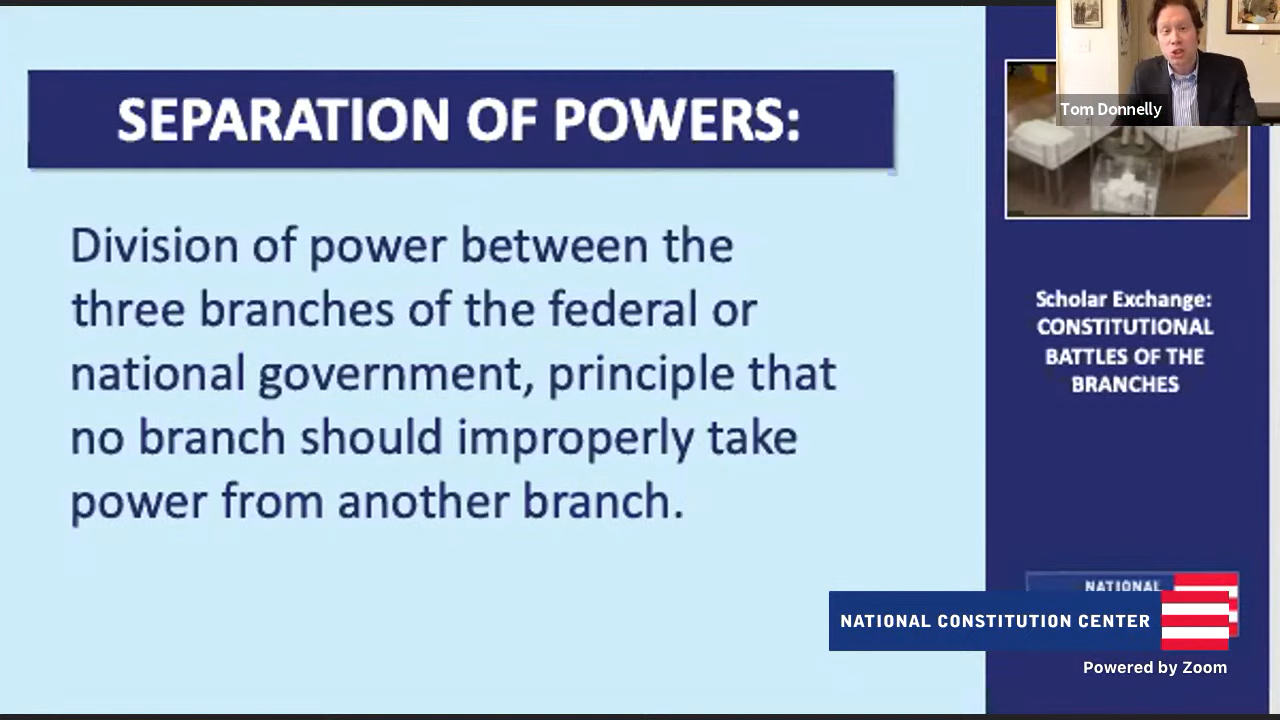 SEPARATION OF POWERS:
Division of power between the
three branches of the federal or
national government, principle that
no branch should improperly take
power from another branch.
Tom Donnelly
Scholar Exchange:
CONSTITUTIONAL
BATTLES OF THE
BRANCHES
NATIONAL
NATIONAL CONSTITUTION CENTER
Powered by Zoom